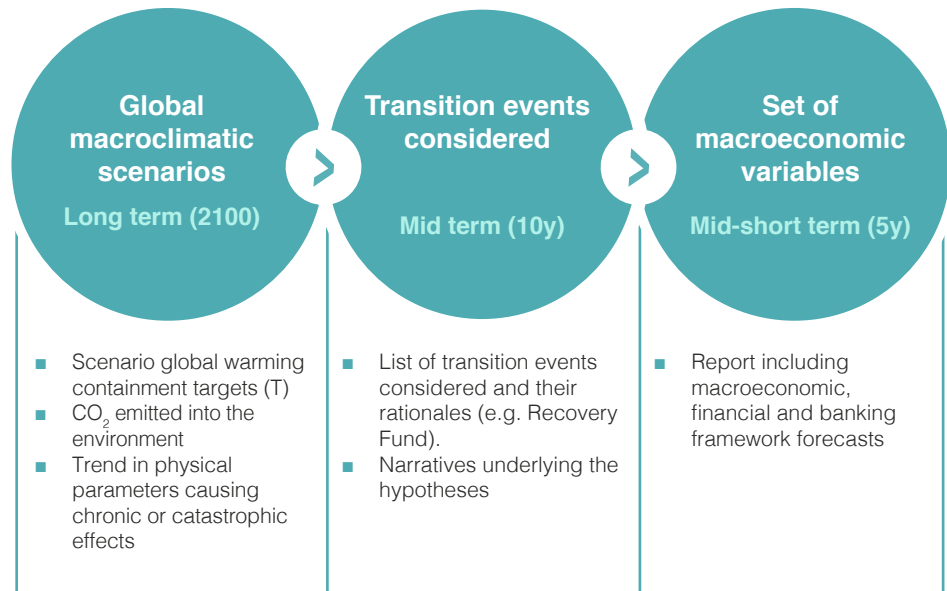 Global
macroclimatic
scenarios
Long term (2100)
■ Scenario global warming
containment targets (T)
■ CO₂ emitted into the
environment
■ Trend in physical
parameters causing
chronic or catastrophic
effects
>
Transition events
considered
Mid term (10y)
■ List of transition events
considered and their
rationales (e.g. Recovery
Fund).
■ Narratives underlying the
hypotheses
>
Set of
macroeconomic
variables
Mid-short term (5y)
■ Report including
macroeconomic,
financial and banking
framework forecasts